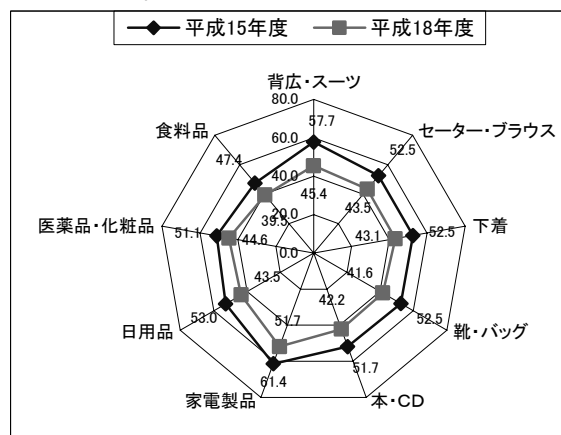 平成15年度 平成18年度
背広・スーツ
80.0
57.7
セーター・ブラウス
食料品
60.0
52.5
47.4
40.0
45.4
43.5
39.5
20.0
医薬品・化粧品
下着
51.1
44.6
43.1
52.5
0.0
43.5
41.6
日用品
53.0
42.2
52.5
靴・バッグ
51.7
61.4
51.7
家電製品
本・CD